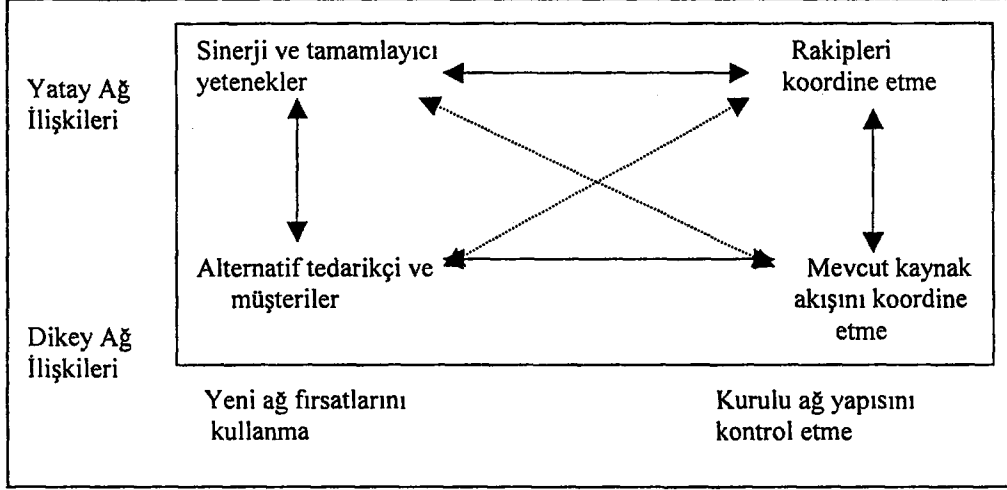 Yatay Ağ
İlişkileri
Sinerji ve tamamlayıcı
yetenekler
Rakipleri
koordine etme
Alternatif tedarikçi ve
müşteriler
Mevcut kaynak
akışını koordine
etme
Dikey Ağ
İlişkileri
Yeni ağ fırsatlarını
kullanma
Kurulu ağ yapısını
kontrol etme